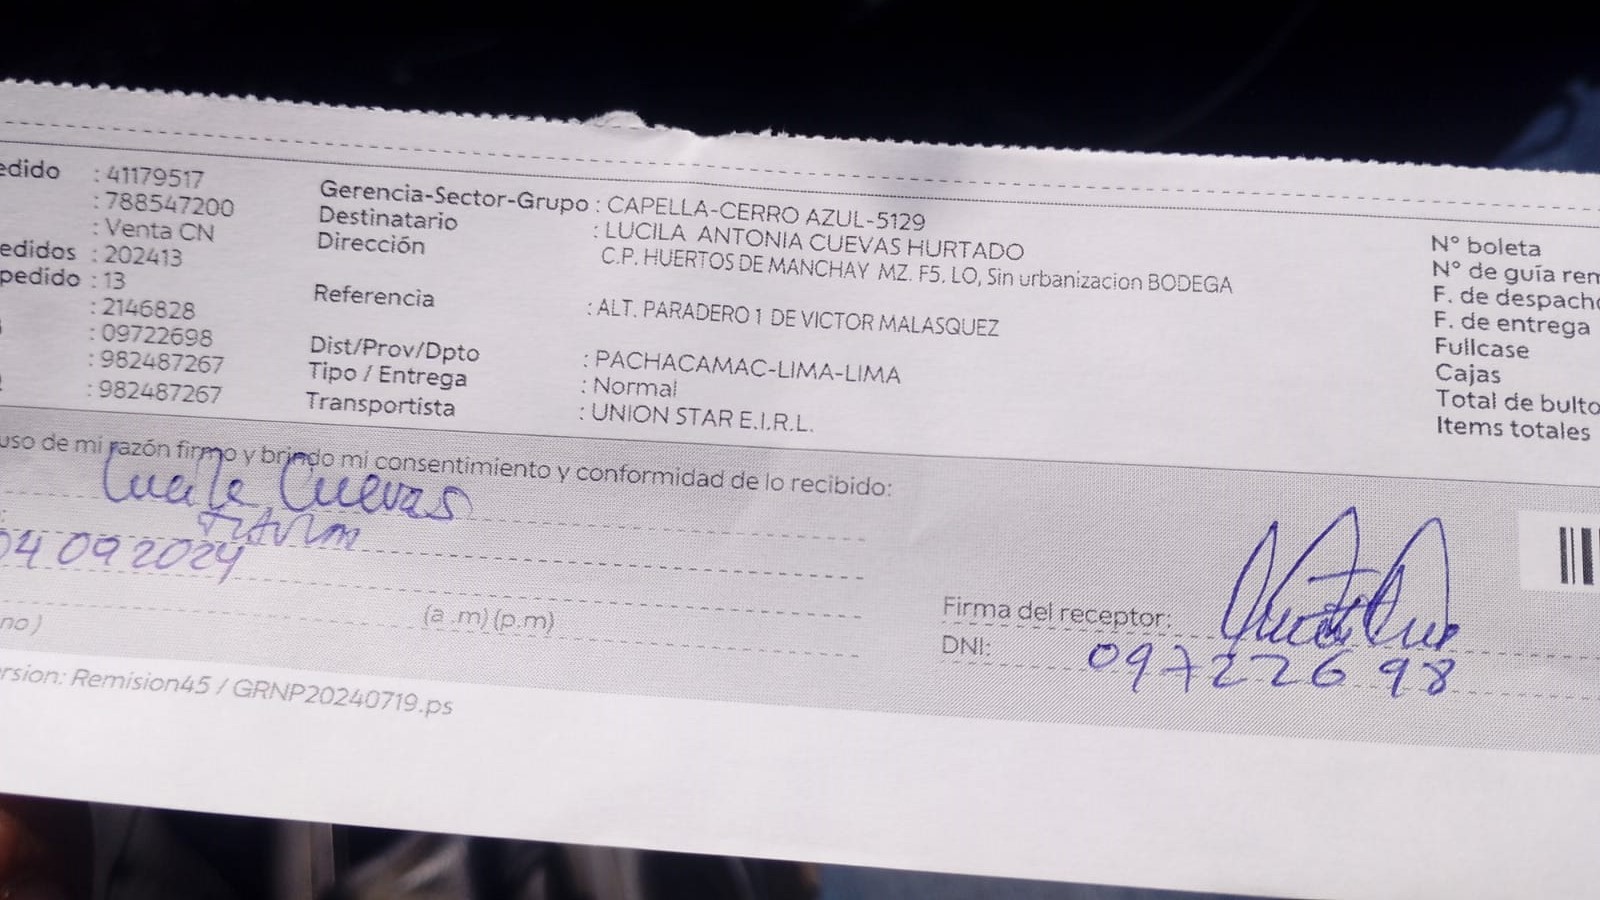 edido : 41179517
: 788547200
: Venta CN
edidos : 202413
pedido : 13
: 2146828
: 09722698
: 982487267
: 982487267
Gerencia-Sector-Grupo : CAPELLA-CERRO AZUL-5129
Destinatario : LUCILA ANTONIA CUEVAS HURTADO
Dirección C.P. HUERTOS DE MANCHAY MZ. F5. LO, Sin urbanizacion BODEGA
Referencia : ALT. PARADERO 1 DE VICTOR MALASQUEZ
Dist/Prov/Dpto : PACHACAMAC-LIMA-LIMA
Tipo / Entrega : Normal
Transportista : UNION STAR E.I.R.L.
N° boleta
N° de guía rem
F. de despacho
F. de entrega
Fullcase
Cajas
Total de bulto
Items totales
uso de mi razón firmo y brindo mi consentimiento y conformidad de lo recibido:
Lucila Cuevas
Titular
04 09 2024
no) (a .m) (p.m)
Firma del receptor:
DNI: 09722698
rsion: Remision45 / GRNP20240719.ps